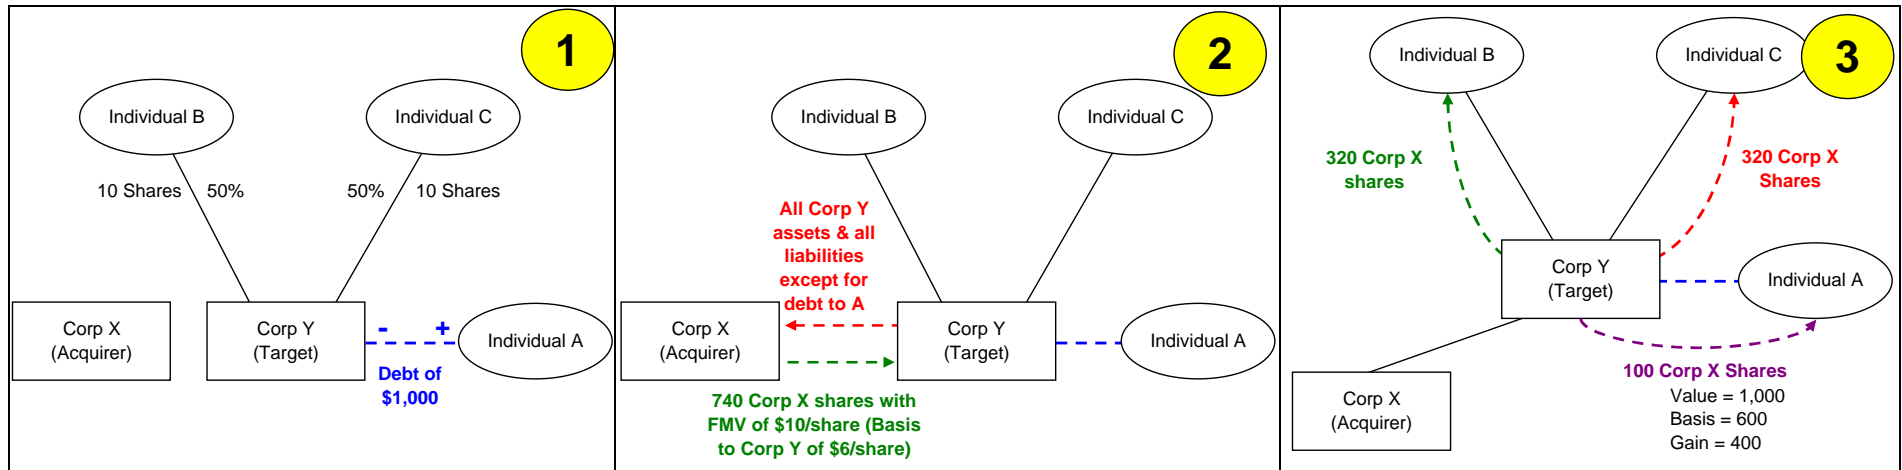 1
Individual B
Individual C
10 Shares
50%
50%
10 Shares
Corp X
(Acquirer)
Corp Y
(Target)
-
+
Individual A
Debt of
$1,000
2
Individual B
Individual C
All Corp Y
assets & all
liabilities
except for
debt to A
Corp X
(Acquirer)
Corp Y
(Target)
Individual A
740 Corp X shares with
FMV of $10/share (Basis
to Corp Y of $6/share)
3
Individual B
Individual C
320 Corp X
shares
320 Corp X
Shares
Corp Y
(Target)
Individual A
100 Corp X Shares
Value = 1,000
Basis = 600
Gain = 400
Corp X
(Acquirer)